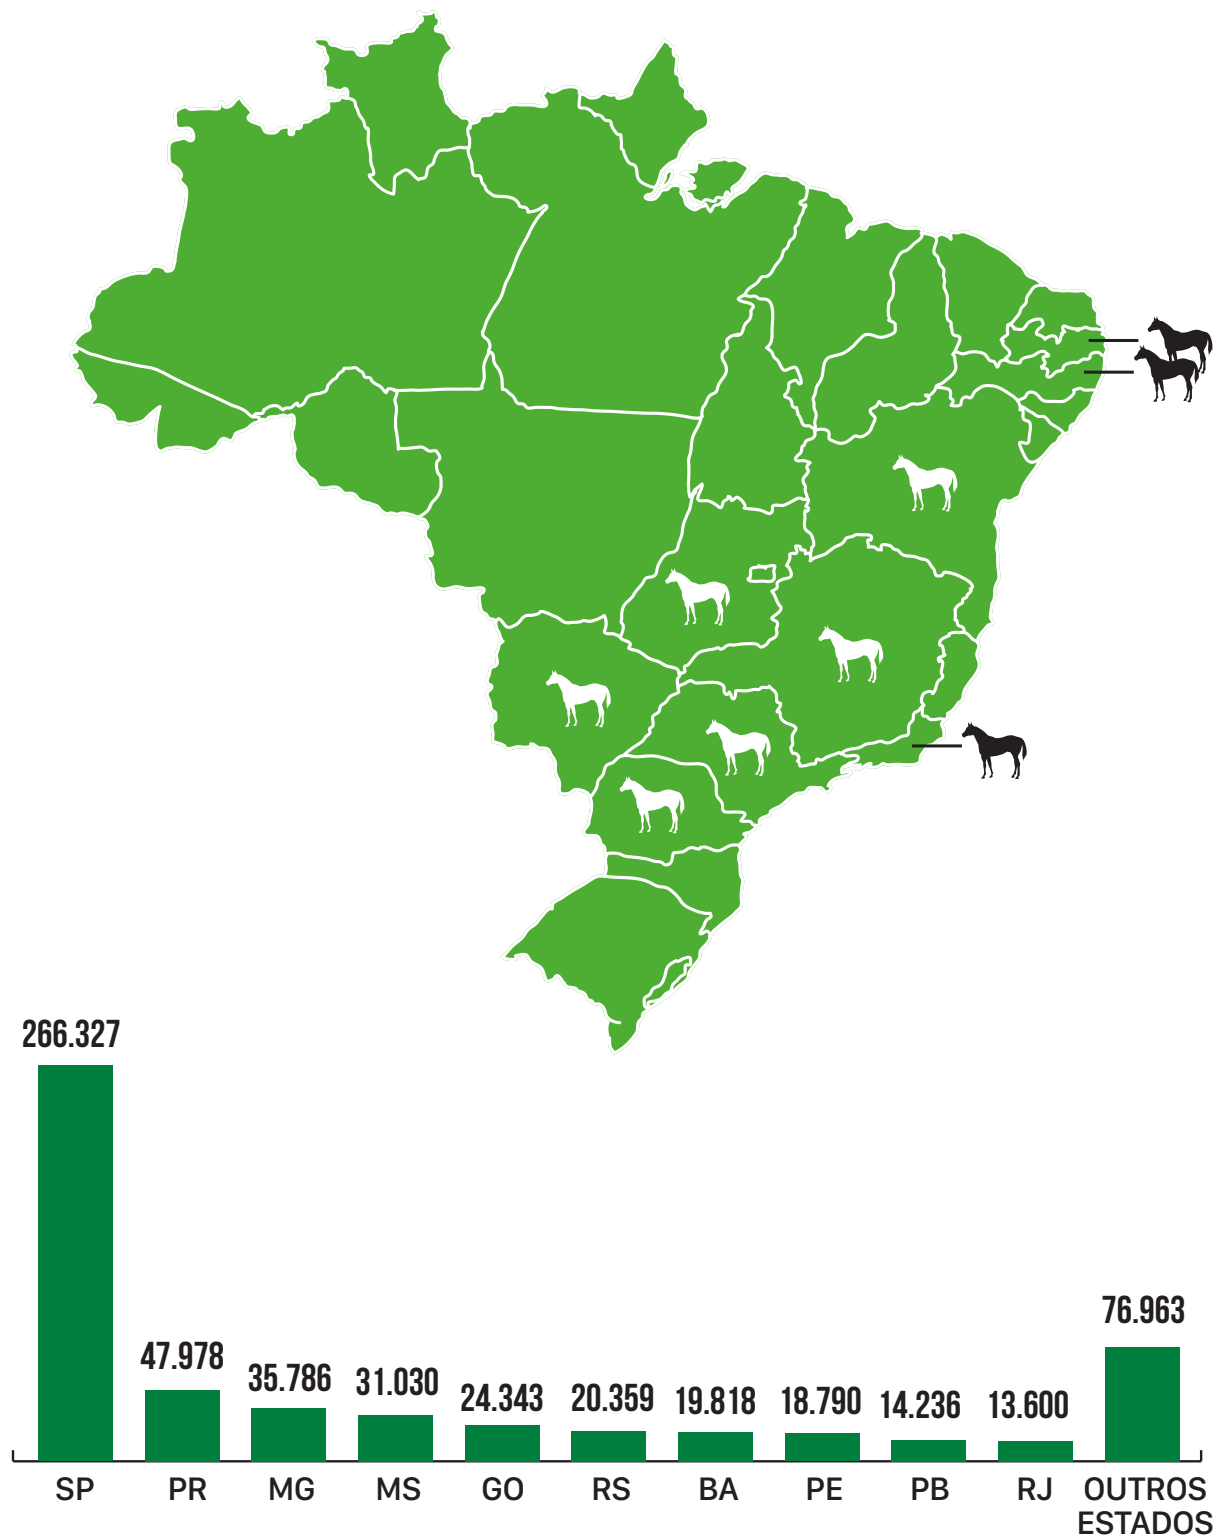 266.327
47.978
35.786
31.030
24.343
20.359
19.818
18.790
14.236
13.600
76.963
SP
PR
MG
MS
GO
RS
BA
PE
PB
RJ
OUTROS
ESTADOS